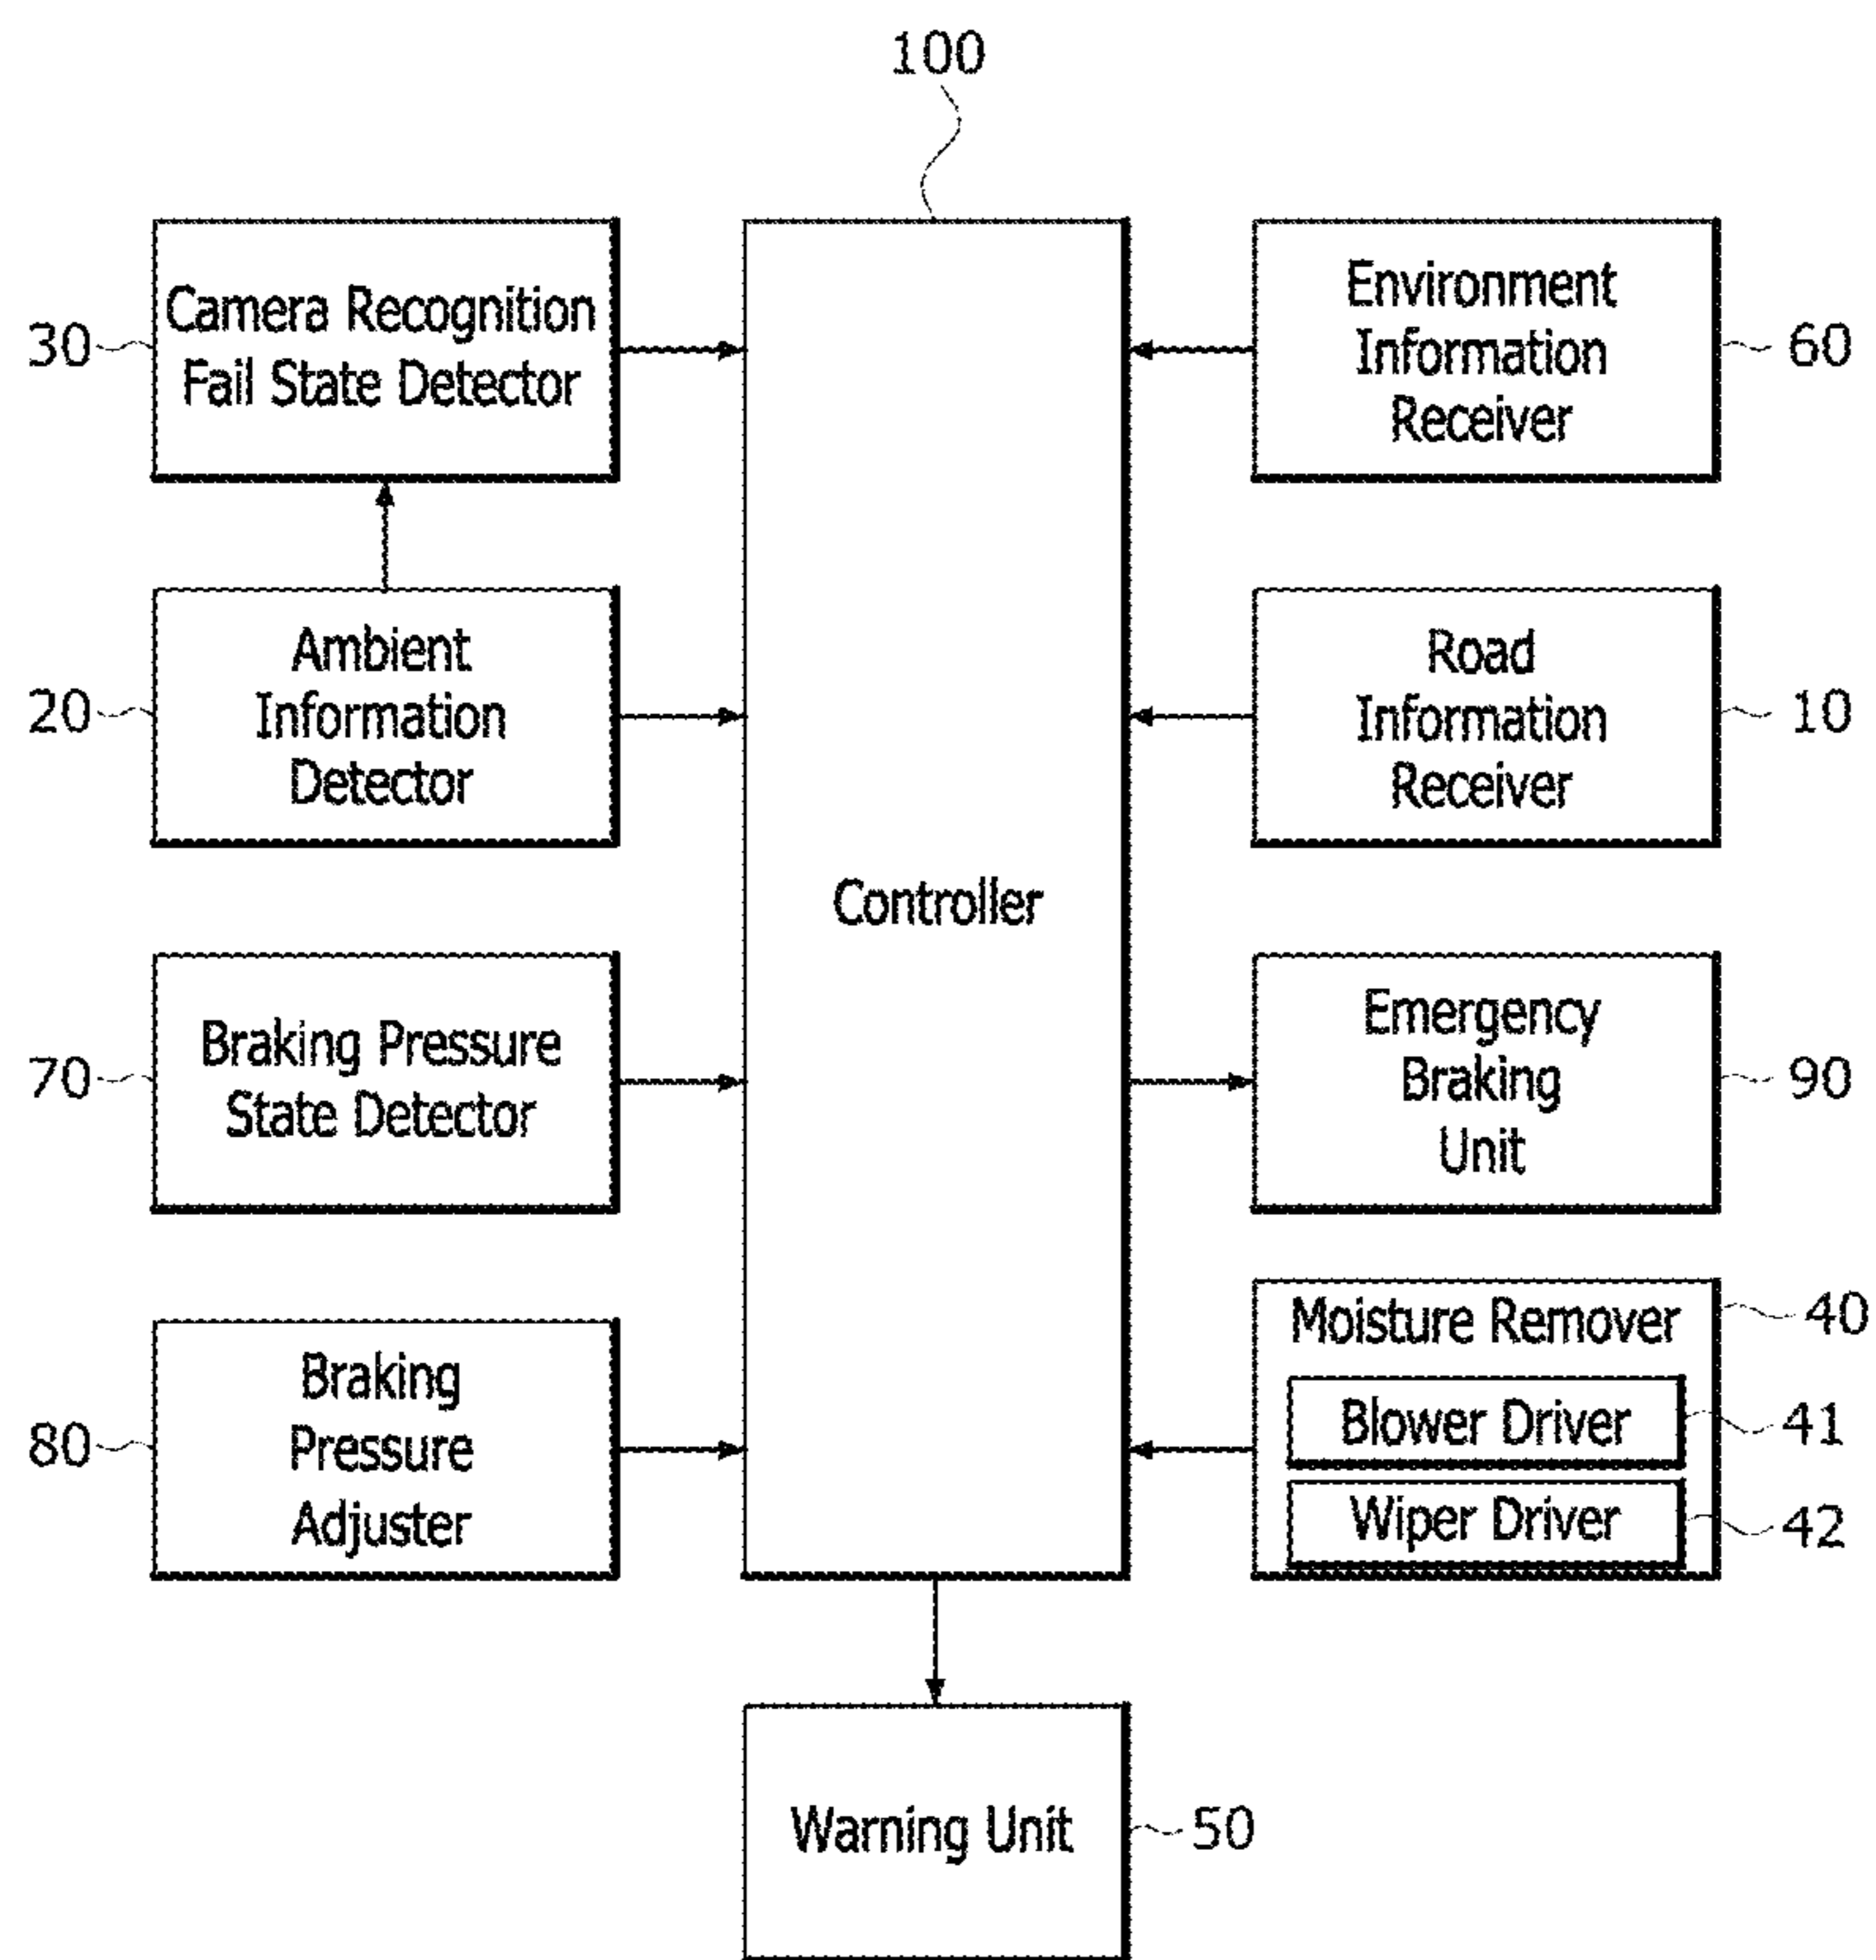 100
30
Camera Recognition
Fail State Detector
Environment
Information
Receiver
60
20
Ambient
Information
Detector
Controller
Road
Information
Receiver
10
70
Braking Pressure
State Detector
Emergency
Braking
Unit
90
80
Braking
Pressure
Adjuster
Moisture Remover
40
Blower Driver
41
Wiper Driver
42
Warning Unit
50